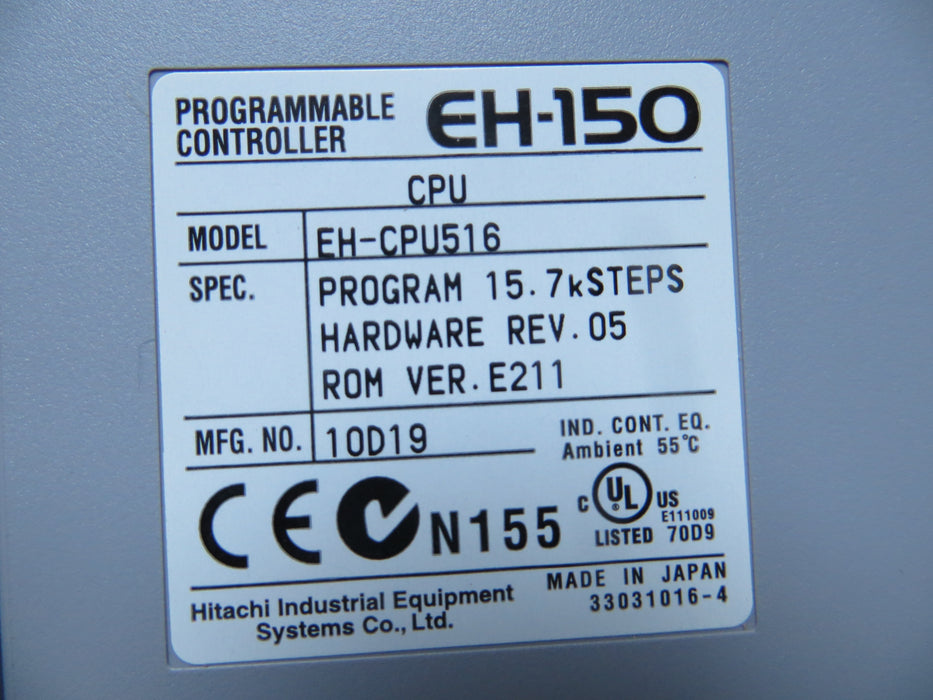 PROGRAMMABLE CONTROLLER EH-150
CPU
MODEL EH-CPU516
SPEC. PROGRAM 15.7kSTEPS
HARDWARE REV.05
ROM VER.E211
MFG. NO. 10D19
IND. CONT. EQ.
Ambient 55℃
CE N155
C UL ® US
E111009
LISTED 70D9
Hitachi Industrial Equipment
Systems Co., Ltd.
MADE IN JAPAN
33031016-4